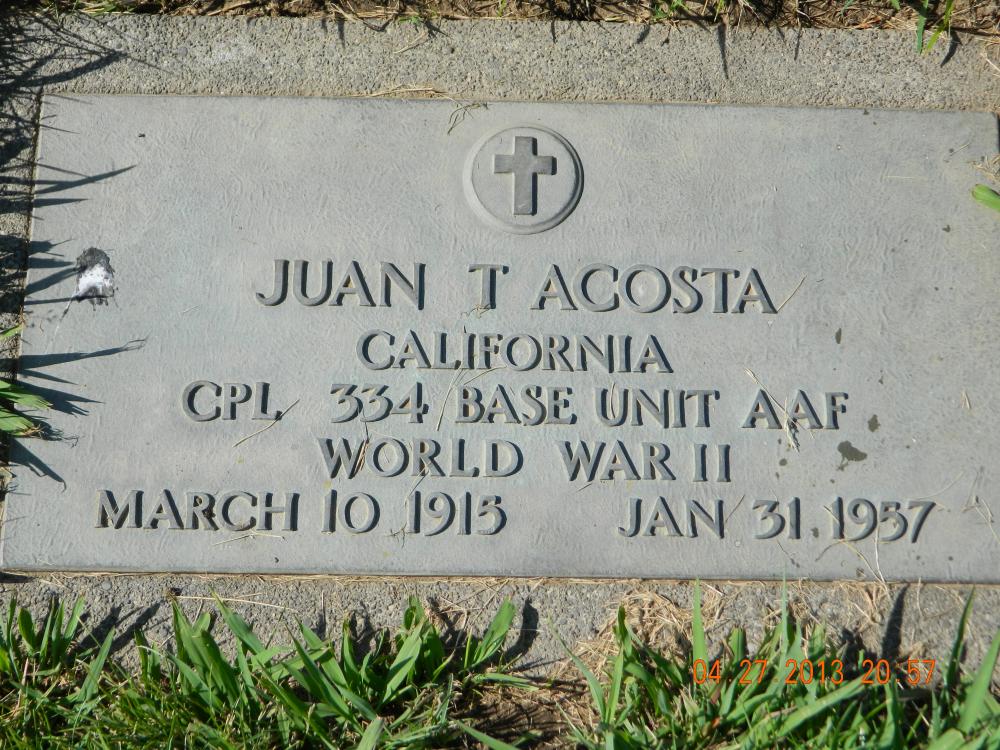 JUAN T ACOSTA
CALIFORNIA
CPL 334 BASE UNIT AAF
WORLD WAR II
MARCH 10 1915 JAN 31 1957
04 27 2013 20 57